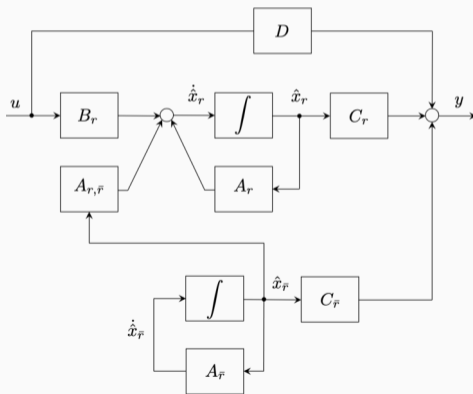 D
u
B_r
\dot{\hat{x}}_r
∫
\hat{x}_r
C_r
y
A_{r,\bar{r}}
A_r
∫
\hat{x}_{\bar{r}}
C_{\bar{r}}
\dot{\hat{x}}_{\bar{r}}
A_{\bar{r}}